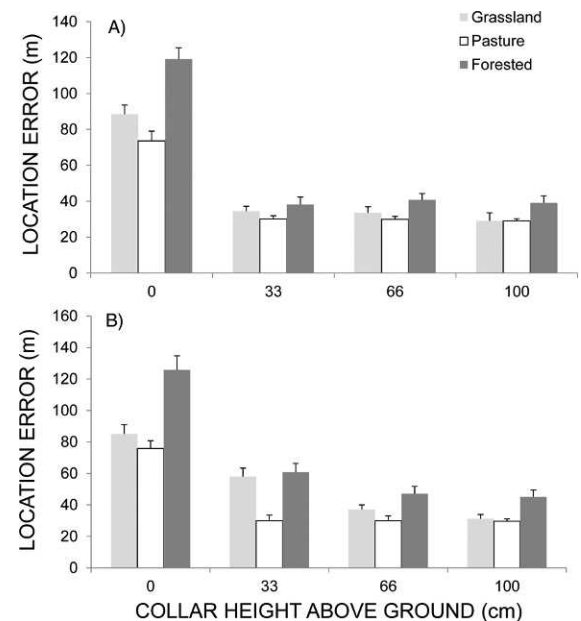 A)
Grassland
Pasture
Forested
LOCATION ERROR (m)
140
120
100
80
60
40
20
0
0 33 66 100
B)
LOCATION ERROR (m)
160
140
120
100
80
60
40
20
0
0 33 66 100
COLLAR HEIGHT ABOVE GROUND (cm)